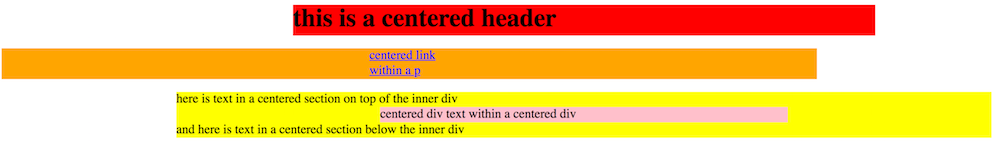 this is a centered header
centered link
within a p
here is text in a centered section on top of the inner div
centered div text within a centered div
and here is text in a centered section below the inner div